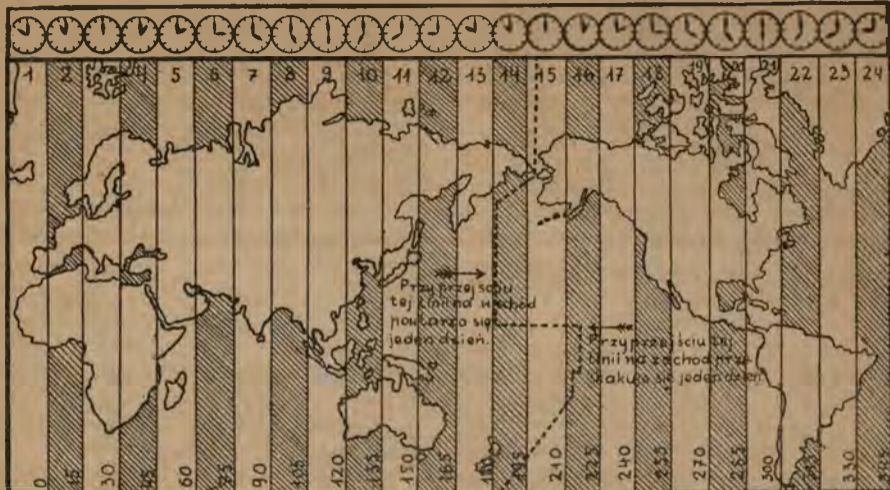 1 2 3 4 5 6 7 8 9 10 11 12 13 14 15 16 17 18 19 20 21 22 23 24
Przy przejściu
tej linii na wschód
powtarza się
jeden dzień.
Przy przejściu tej
linii na zachód prze-
skakuje się jeden dzień
0 15 30 45 60 75 90 105 120 135 150 165 180 195 210 225 240 255 270 285 300 315 330 345